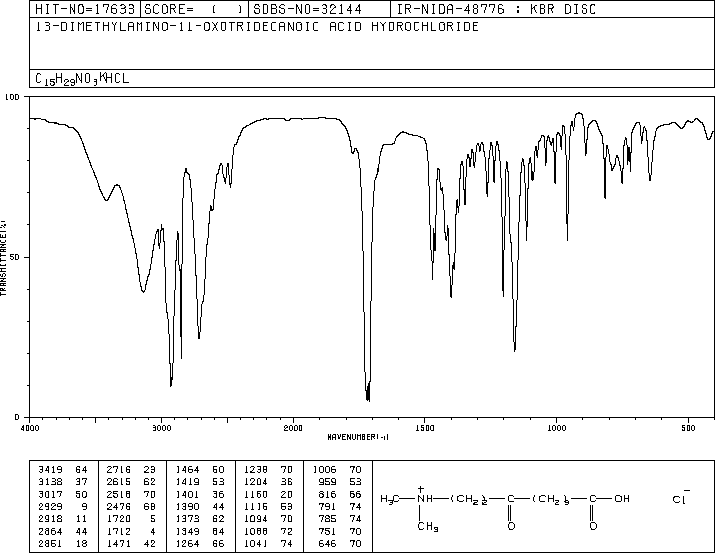 HIT-NO=17633 SCORE= ( ) SDBS-NO=32144 IR-NIDA-48776 : KBR DISC
13-DIMETHYLAMINO-11-OXOTRIDECANOIC ACID HYDROCHLORIDE
C15H29NO3*HCL
100
TRANSMITTANCE(%)
50
0
4000 3000 2000 1500 1000 500
WAVENUMBER(-1)
3419 64 2716 23 1464 60 1238 70 1006 70
3138 37 2615 62 1419 53 1204 36 959 53
3017 50 2518 70 1401 36 1160 20 816 66
2929 9 2476 68 1390 44 1116 53 791 74
2918 11 1720 5 1373 62 1094 70 785 74
2864 44 1712 4 1349 84 1088 72 751 70
2851 18 1471 42 1264 66 1041 74 646 70
+
H3C NH (CH2)2 C (CH2)9 C OH Cl-
CH3 O O